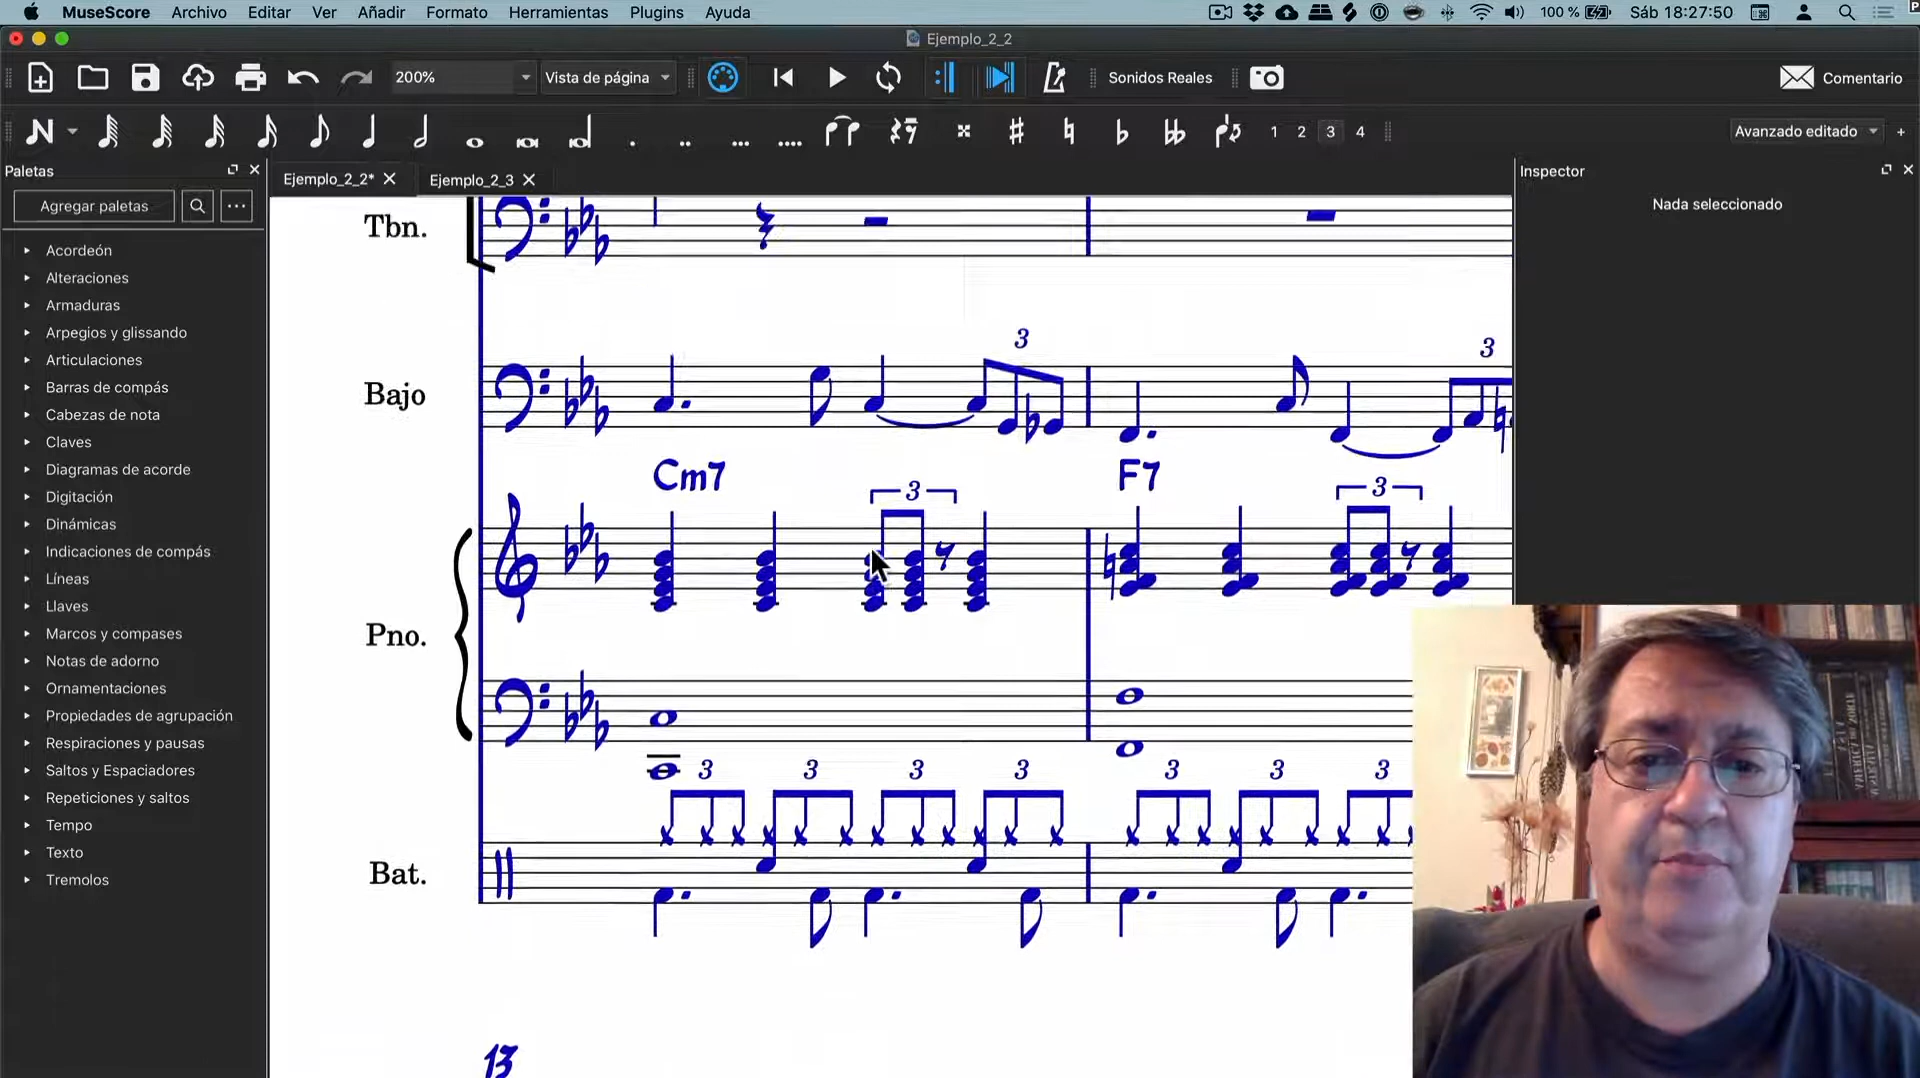 MuseScore Archivo Editar Ver Añadir Formato Herramientas Plugins Ayuda 100 % Sáb 18:27:50
Ejemplo_2_2
200% Vista de página Sonidos Reales Comentario
1 2 3 4 Avanzado editado +
Paletas
Ejemplo_2_2* Ejemplo_2_3
Inspector
Agregar paletas
Nada seleccionado
Acordeón
Alteraciones
Armaduras
Arpegios y glissando
Articulaciones
Barras de compás
Cabezas de nota
Claves
Diagramas de acorde
Digitación
Dinámicas
Indicaciones de compás
Líneas
Llaves
Marcos y compases
Notas de adorno
Ornamentaciones
Propiedades de agrupación
Respiraciones y pausas
Saltos y Espaciadores
Repeticiones y saltos
Tempo
Texto
Tremolos
Tbn.
3 3
Bajo
Cm7 F7
3 3
Pno.
3 3 3 3 3 3 3
Bat.
13